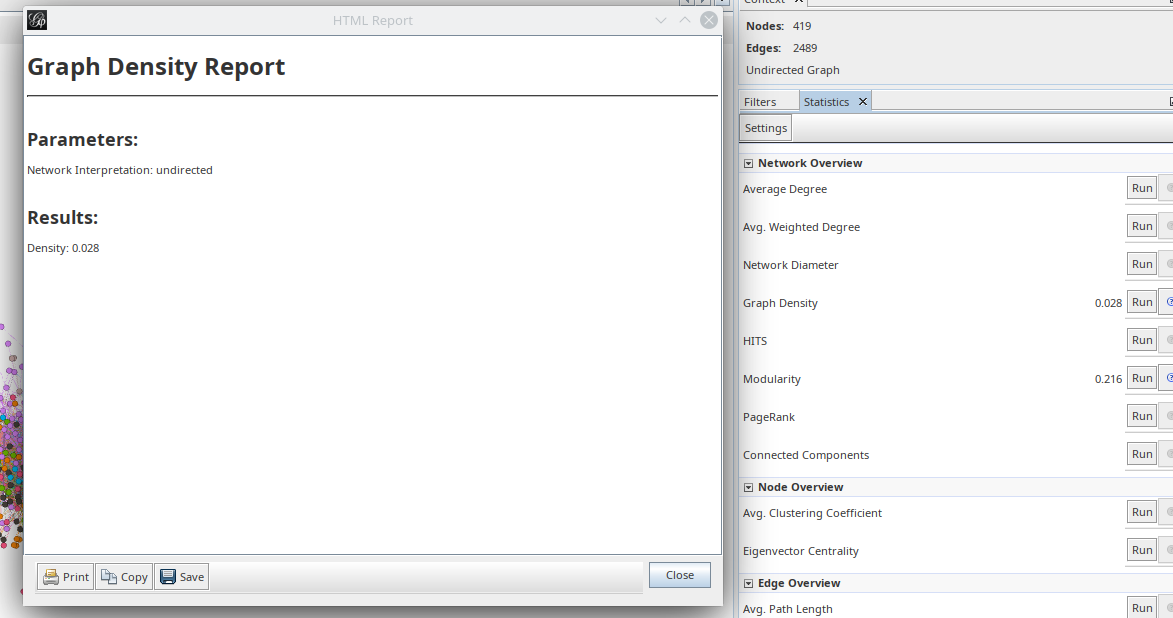 HTML Report
Graph Density Report
Parameters:
Network Interpretation: undirected
Results:
Density: 0.028
Print
Copy
Save
Close
Context
Nodes: 419
Edges: 2489
Undirected Graph
Filters
Statistics
Settings
Network Overview
Average Degree Run
Avg. Weighted Degree Run
Network Diameter Run
Graph Density 0.028 Run
HITS Run
Modularity 0.216 Run
PageRank Run
Connected Components Run
Node Overview
Avg. Clustering Coefficient Run
Eigenvector Centrality Run
Edge Overview
Avg. Path Length Run